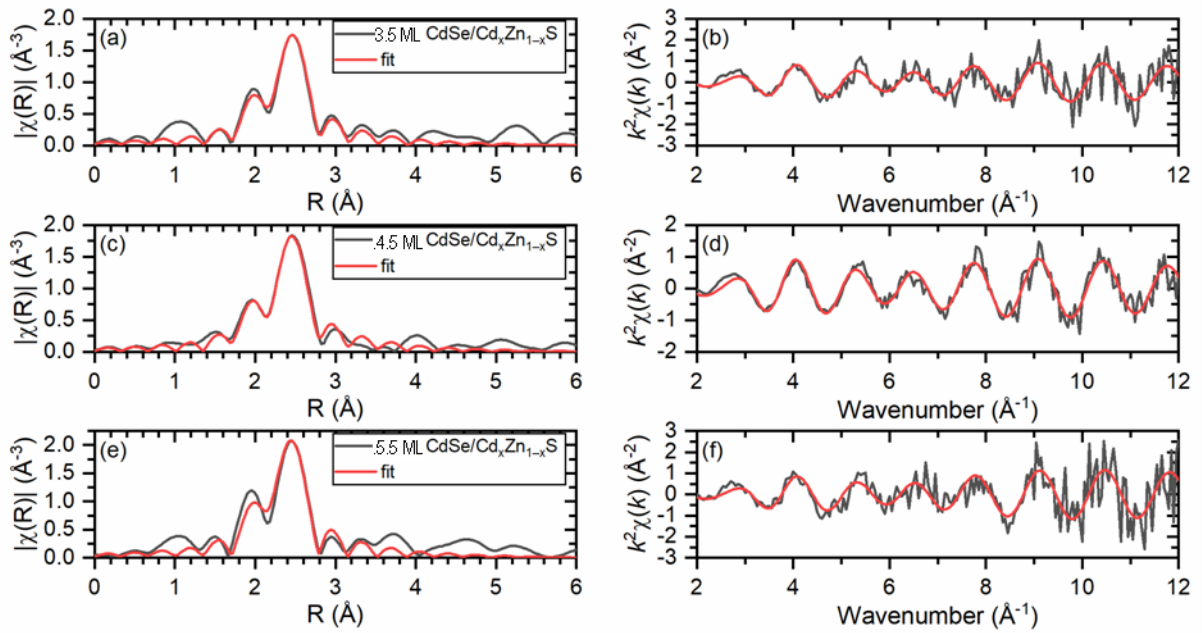 (a)
3.5 ML CdSe/CdxZn1–xS
fit
|χ(R)| (Å-3)
2.0
1.5
1.0
0.5
0.0
0 1 2 3 4 5 6
R (Å)
(b)
k2χ(k) (Å-2)
3
2
1
0
-1
-2
-3
2 4 6 8 10 12
Wavenumber (Å-1)
(c)
.4.5 ML CdSe/CdxZn1–xS
fit
|χ(R)| (Å-3)
2.0
1.5
1.0
0.5
0.0
0 1 2 3 4 5 6
R (Å)
(d)
k2χ(k) (Å-2)
2
1
0
-1
-2
2 4 6 8 10 12
Wavenumber (Å-1)
(e)
.5.5 ML CdSe/CdxZn1–xS
fit
|χ(R)| (Å-3)
2.0
1.5
1.0
0.5
0.0
0 1 2 3 4 5 6
R (Å)
(f)
k2χ(k) (Å-2)
3
2
1
0
-1
-2
-3
2 4 6 8 10 12
Wavenumber (Å-1)